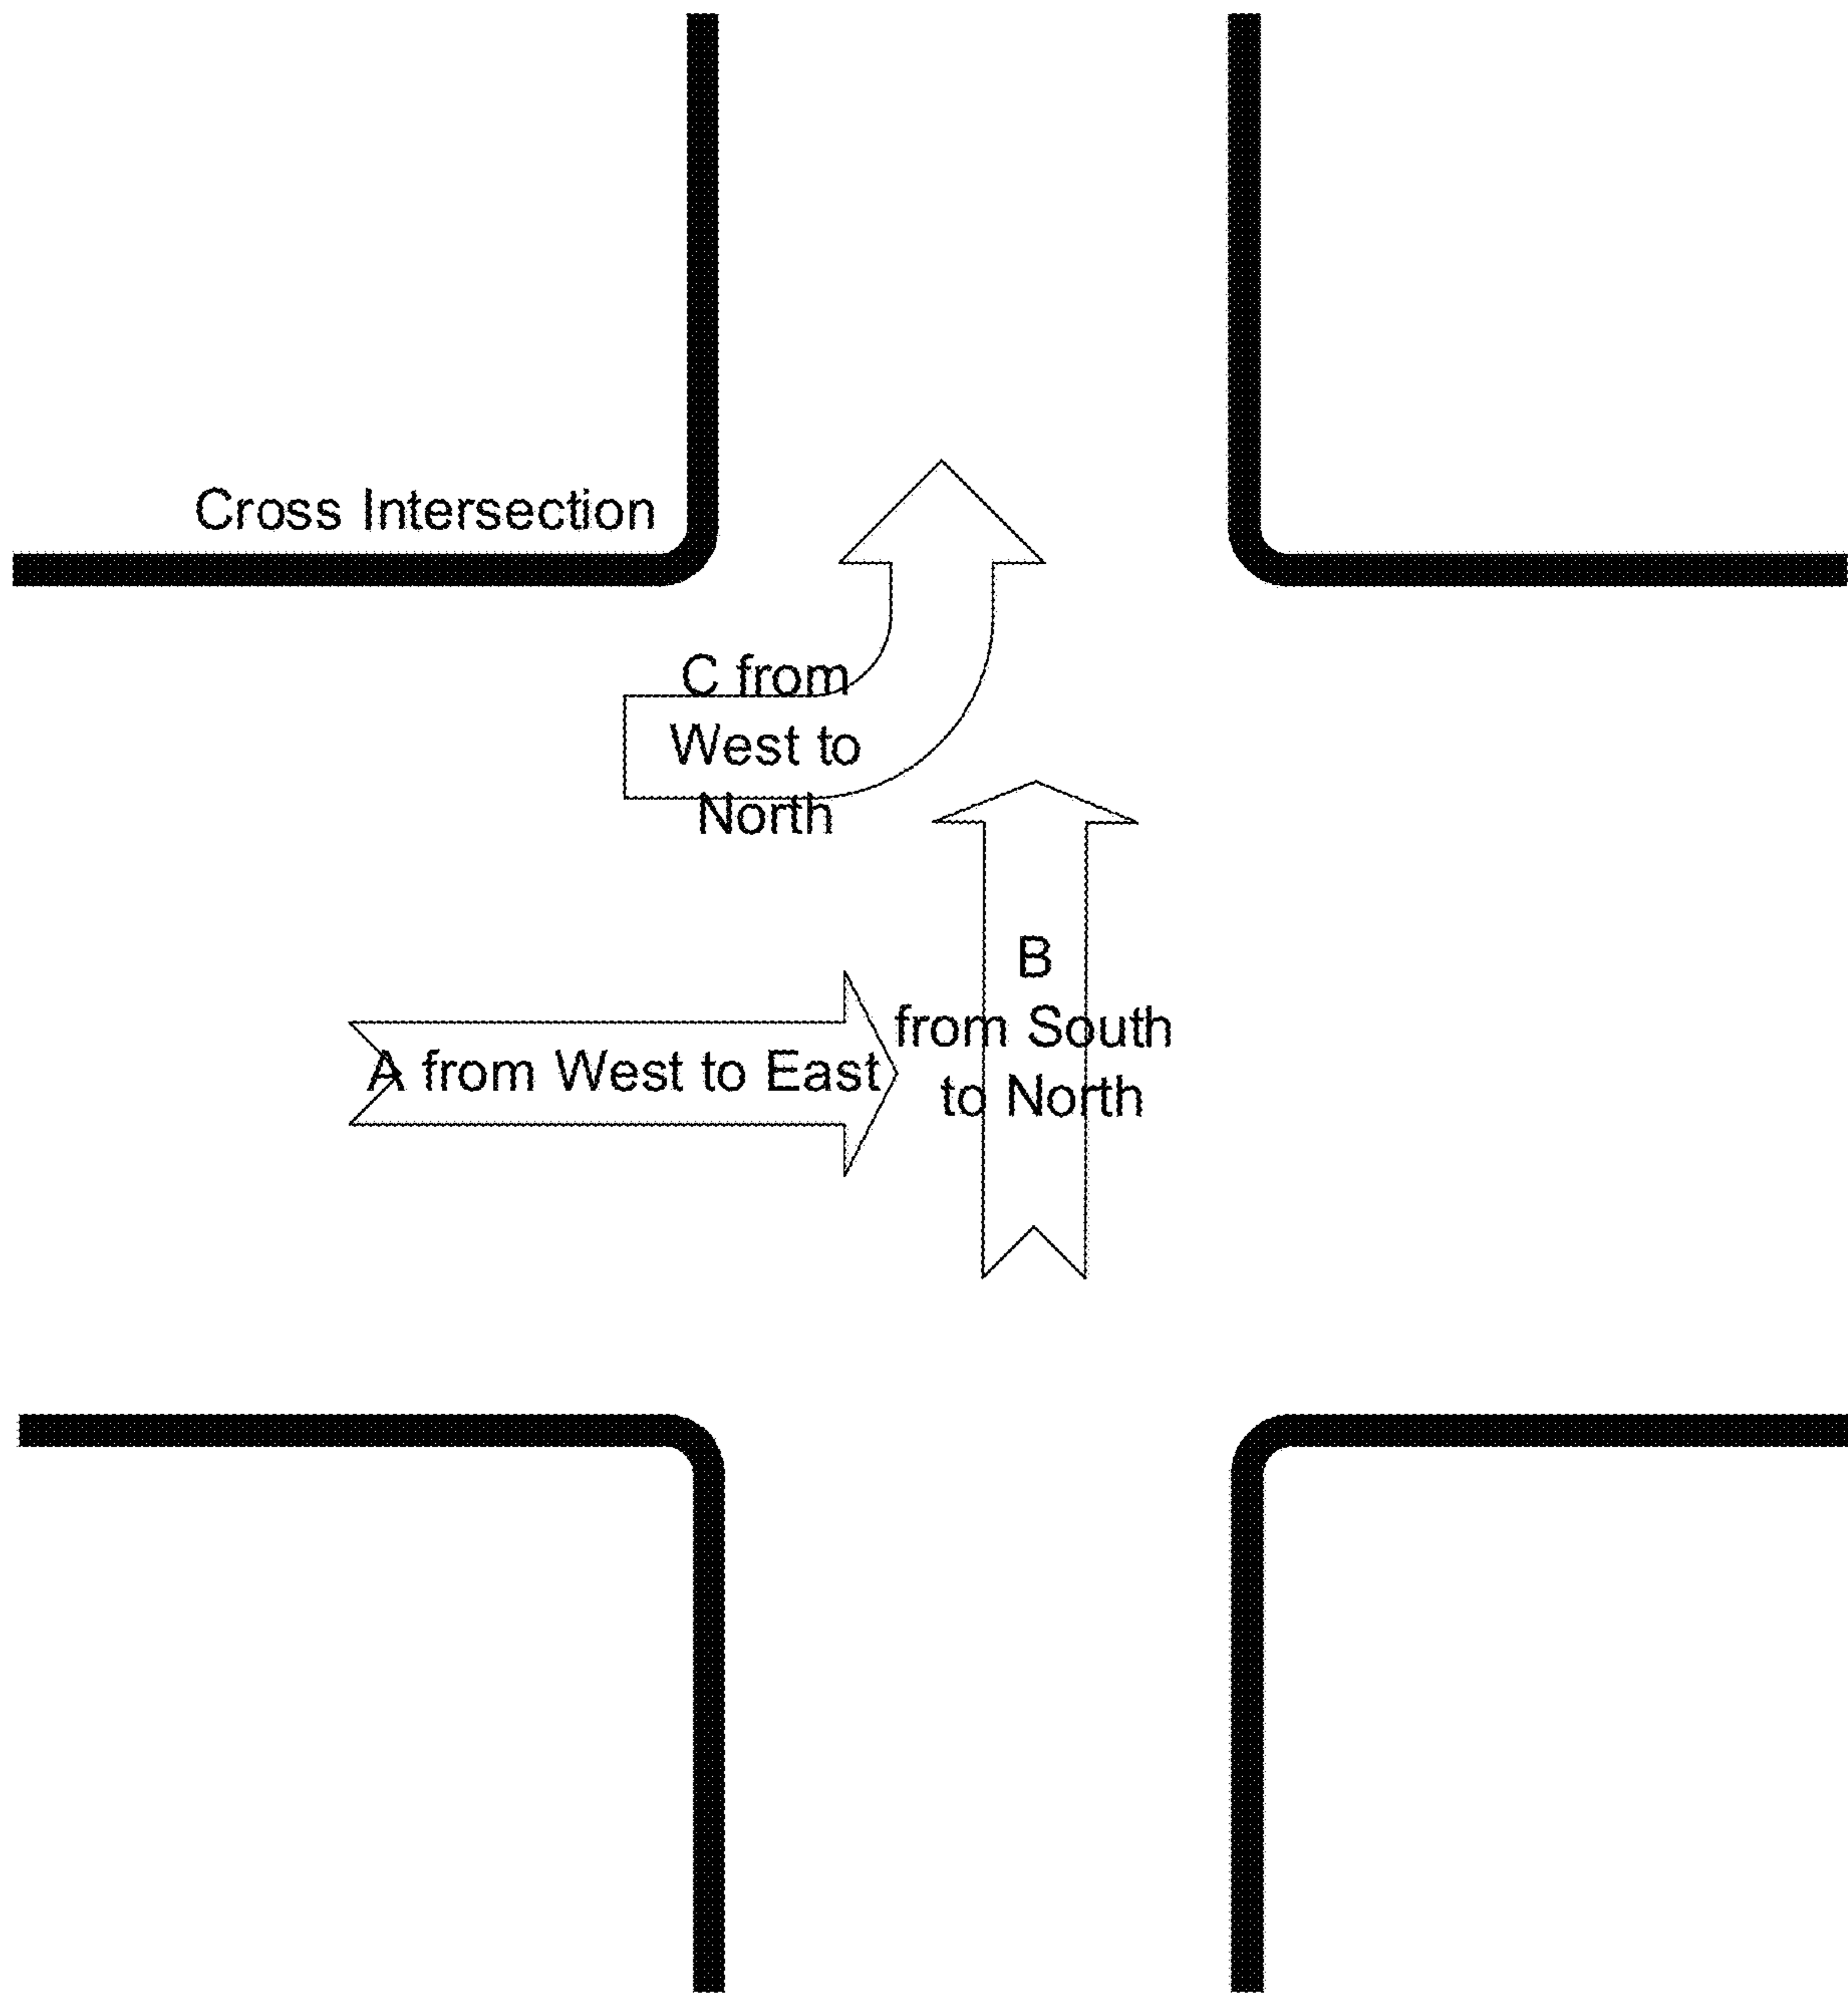 Cross Intersection
C from
West to
North
B
from South
to North
A from West to East